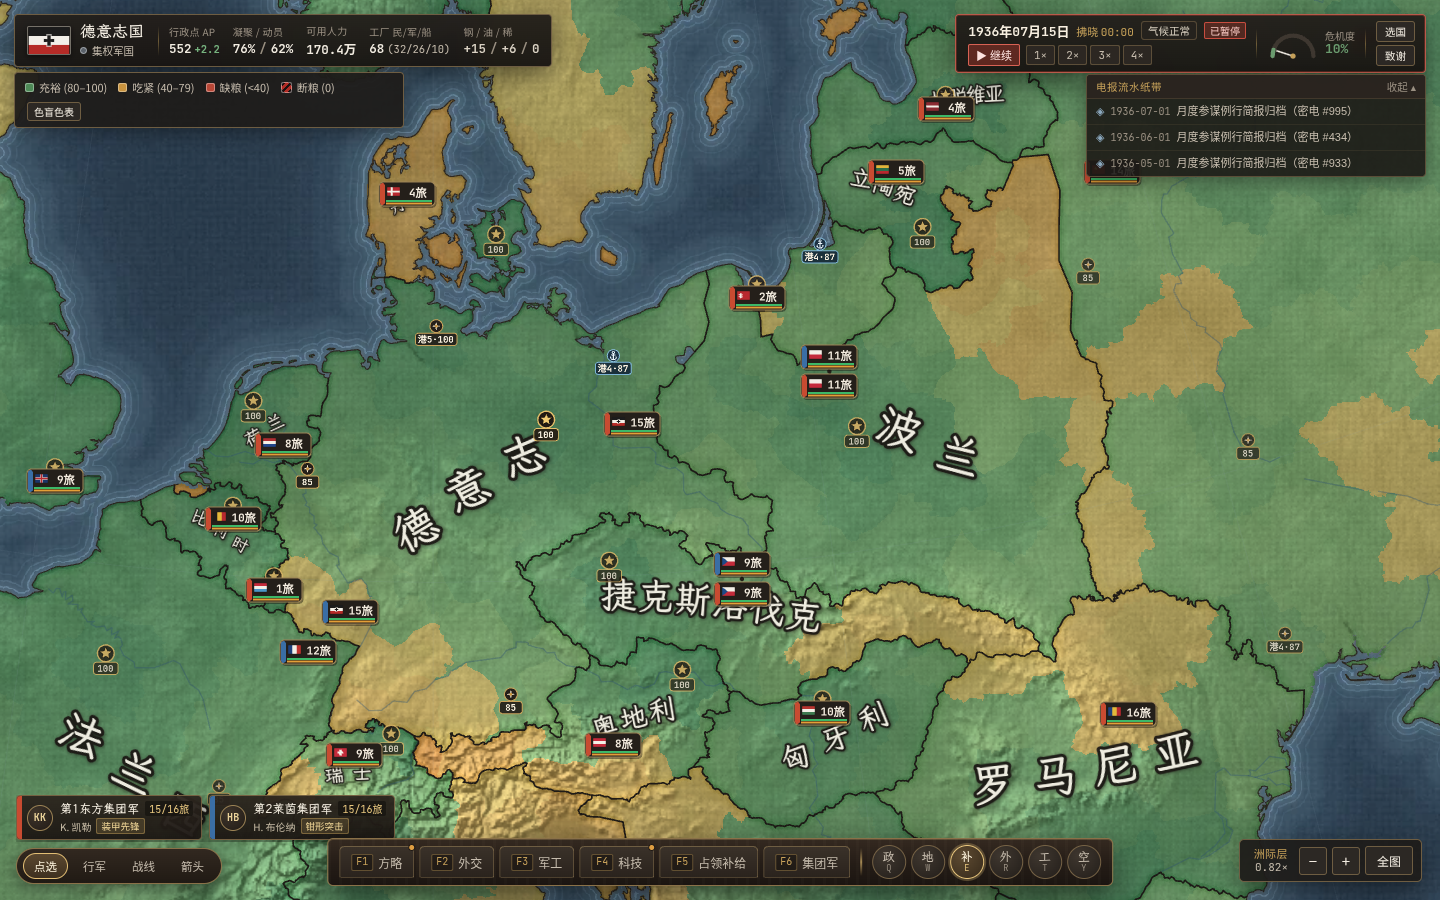 德意志国
集权军国
行政点 AP
552 +2.2
凝聚 / 动员
76% / 62%
可用人力
170.4万
工厂 民/军/船
68 (32/26/10)
钢 / 油 / 稀
+15 / +6 / 0
1936年07月15日 拂晓 00:00 气候正常 已暂停
▶ 继续 1× 2× 3× 4×
危机度
10%
选国
致谢
充裕 (80–100) 吃紧 (40–79) 缺粮 (<40) 断粮 (0)
色盲色表
电报流水纸带 收起 ▴
1936-07-01 月度参谋例行简报归档（密电 #995）
1936-06-01 月度参谋例行简报归档（密电 #434）
1936-05-01 月度参谋例行简报归档（密电 #933）
4旅
维亚
5旅
立陶宛
4旅
100
100
港4·87
85
2旅
港5·100
港4·87
11旅
11旅
100
荷兰
8旅
100
15旅
100
波兰
85
9旅
85
德意志
10旅
比利时
9旅
100
9旅
捷克斯洛伐克
1旅
15旅
12旅
100
港4·87
100
85
奥地利
8旅
10旅
匈牙利
16旅
罗马尼亚
法兰
100
9旅
瑞士
KK 第1东方集团军 15/16旅
K. 凯勒 装甲先锋
HB 第2莱茵集团军 15/16旅
H. 布伦纳 钳形突击
点选 行军 战线 箭头
F1 方略 F2 外交 F3 军工 F4 科技 F5 占领补给 F6 集团军
政 Q 地 W 补 E 外 R 工 T 空 Y
洲际层
0.82×
− + 全图